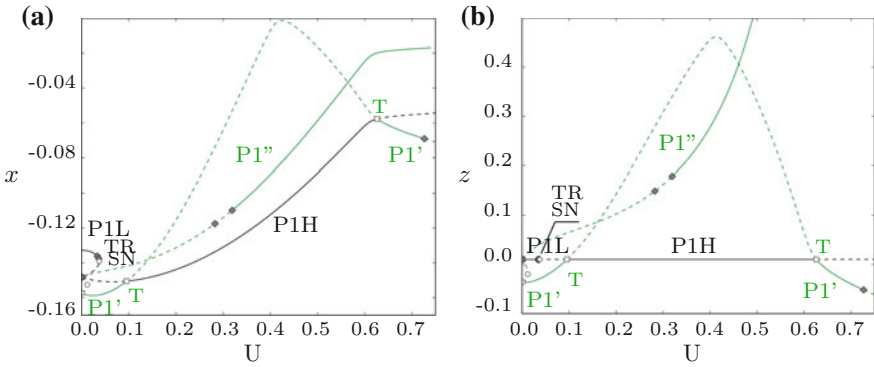 (a)
-0.04
-0.08
x
-0.12
-0.16
P1L
TR
SN
P1'
T
P1"
P1H
T
P1'
0.0 0.1 0.2 0.3 0.4 0.5 0.6
U
(b)
0.4
0.3
0.2
z
0.1
0.0
-0.1
TR
SN
P1L
P1'
T
P1"
P1H
T
P1'
0.0 0.1 0.2 0.3 0.4 0.5 0.6 0.7
U